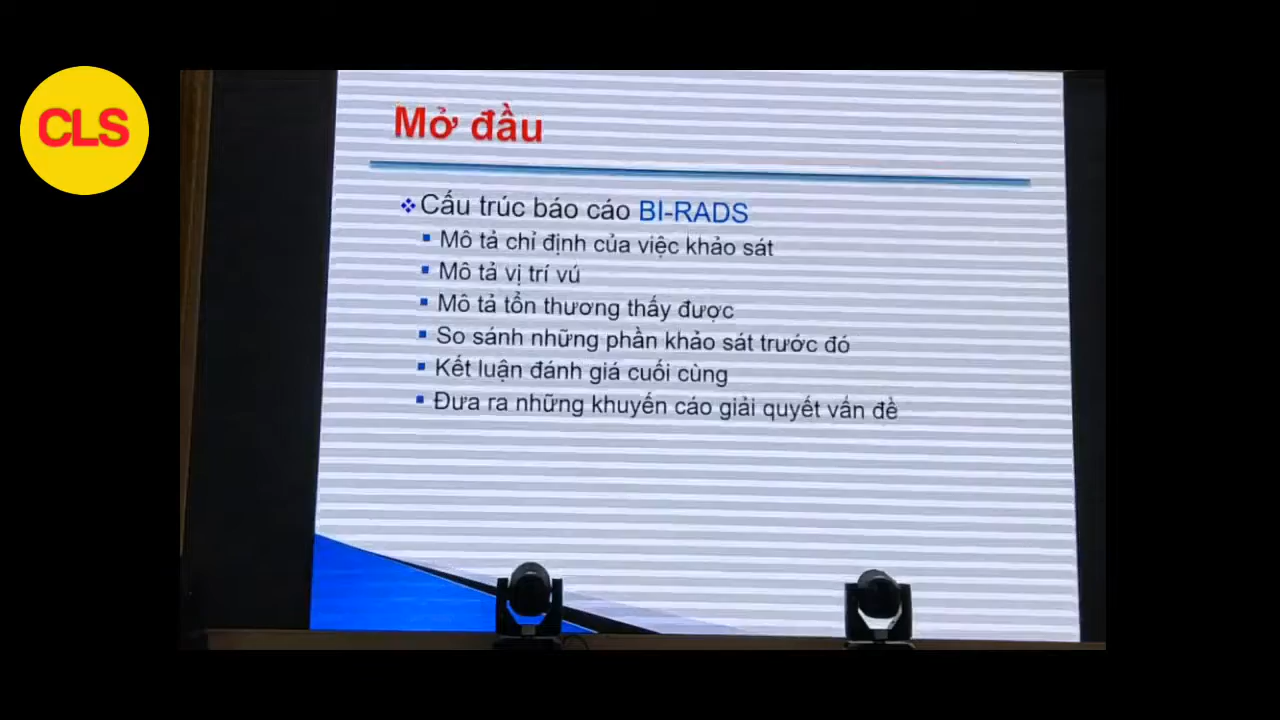 CLS
Mở đầu
Cấu trúc báo cáo BI-RADS
Mô tả chỉ định của việc khảo sát
Mô tả vị trí vú
Mô tả tổn thương thấy được
So sánh những phần khảo sát trước đó
Kết luận đánh giá cuối cùng
Đưa ra những khuyến cáo giải quyết vấn đề